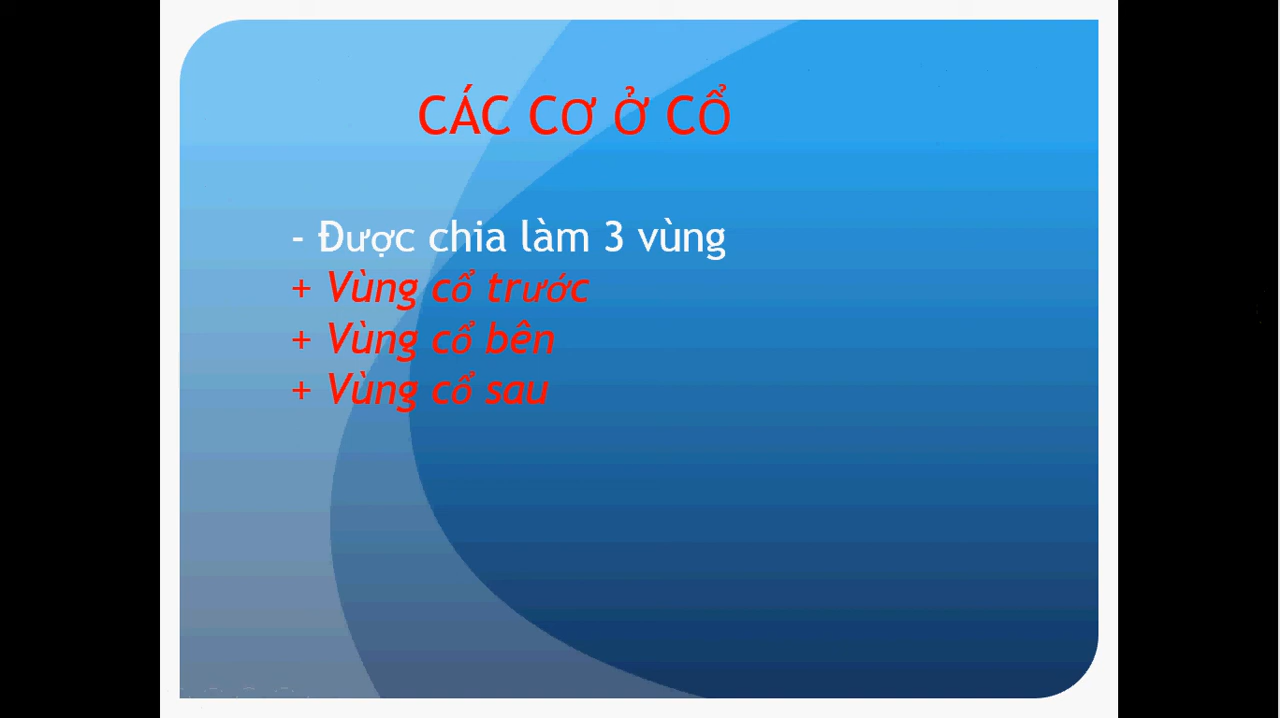 CÁC CƠ Ở CỔ
- Được chia làm 3 vùng
+ Vùng cổ trước
+ Vùng cổ bên
+ Vùng cổ sau